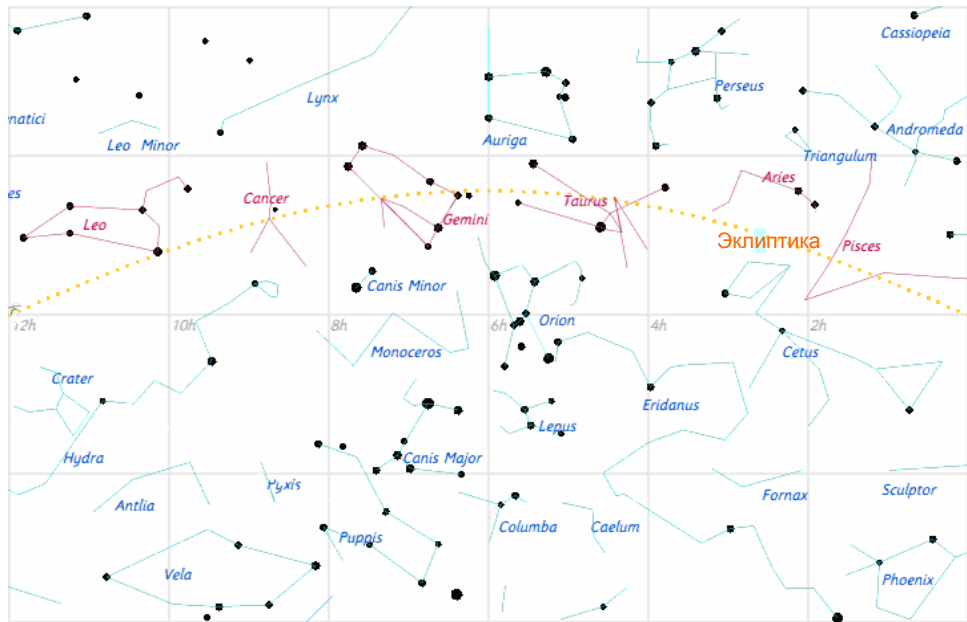 Cassiopeia
Perseus
Lynx
Andromeda
Auriga
Leo Minor
Triangulum
natici
Aries
es
Cancer
Taurus
Leo
Gemini
Эклиптика
Pisces
Canis Minor
Orion
12h
10h
8h
6h
4h
2h
Monoceros
Cetus
Crater
Eridanus
Lepus
Hydra
Canis Major
Pyxis
Fornax
Sculptor
Antlia
Columba
Caelum
Puppis
Vela
Phoenix